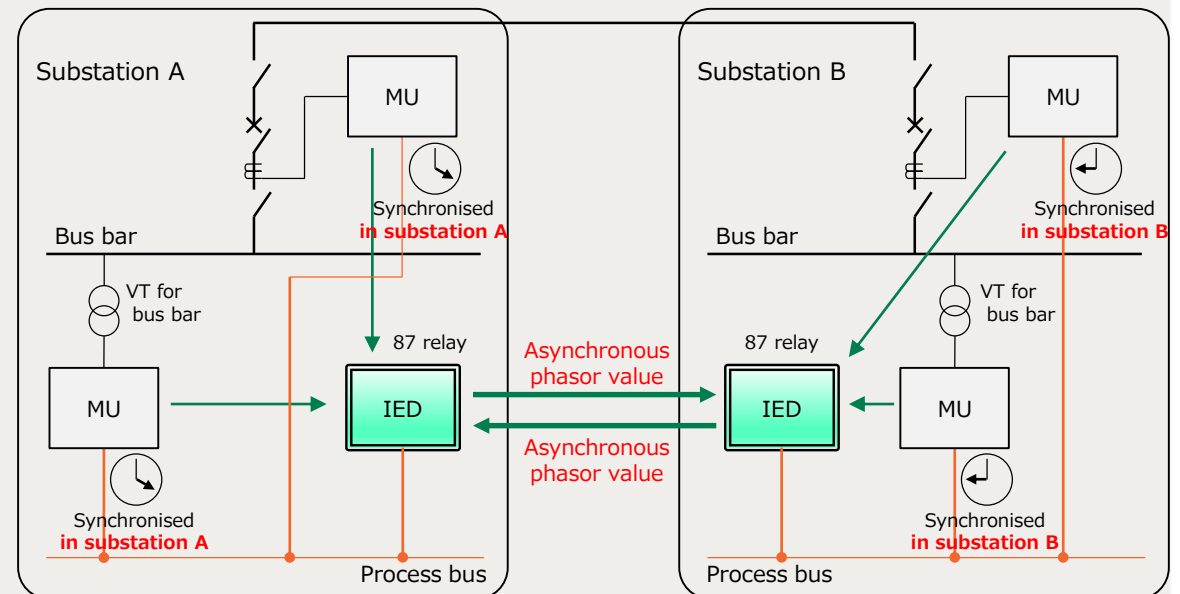 Substation A
MU
Synchronised
in substation A
Bus bar
VT for
bus bar
87 relay
MU
IED
Synchronised
in substation A
Process bus
Asynchronous
phasor value
Asynchronous
phasor value
Substation B
MU
Synchronised
in substation B
Bus bar
VT for
bus bar
87 relay
IED
MU
Synchronised
in substation B
Process bus